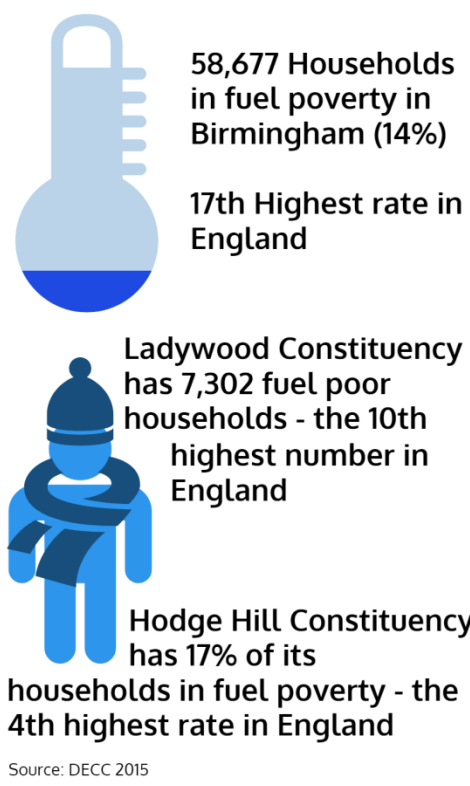 58,677 Households
in fuel poverty in
Birmingham (14%)
17th Highest rate in
England
Ladywood Constituency
has 7,302 fuel poor
households - the 10th
highest number in
England
Hodge Hill Constituency
has 17% of its
households in fuel poverty - the
4th highest rate in England
Source: DECC 2015